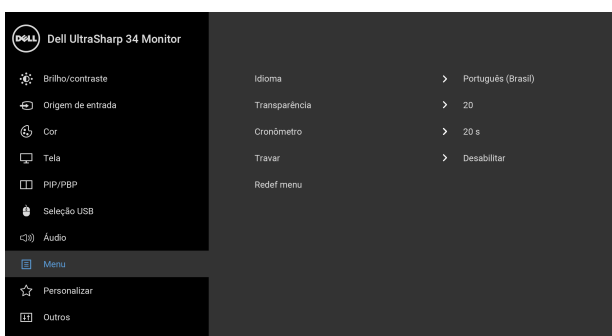 DELL Dell UltraSharp 34 Monitor
Brilho/contraste Idioma Português (Brasil)
Origem de entrada Transparência 20
Cor Cronômetro 20 s
Tela Travar Desabilitar
PIP/PBP Redef menu
Seleção USB
Áudio
Menu
Personalizar
Outros